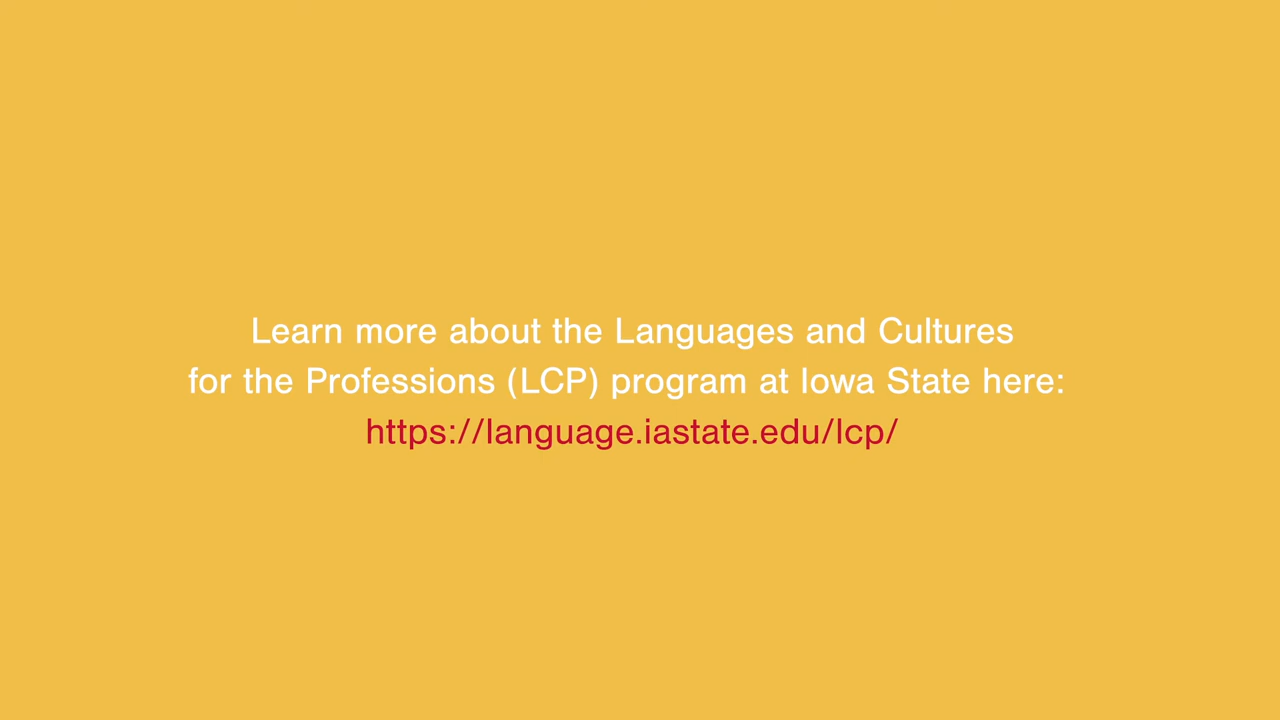 Learn more about the Languages and Cultures
for the Professions (LCP) program at Iowa State here:
https://language.iastate.edu/lcp/